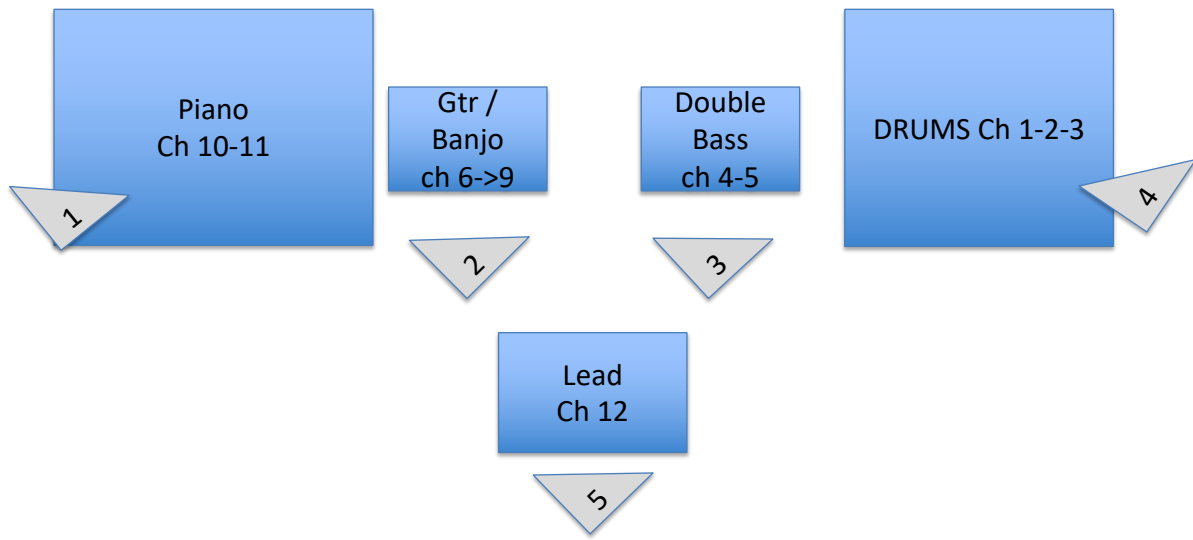 Piano
Ch 10-11
Gtr /
Banjo
ch 6->9
Double
Bass
ch 4-5
DRUMS Ch 1-2-3
1
2
3
4
Lead
Ch 12
5